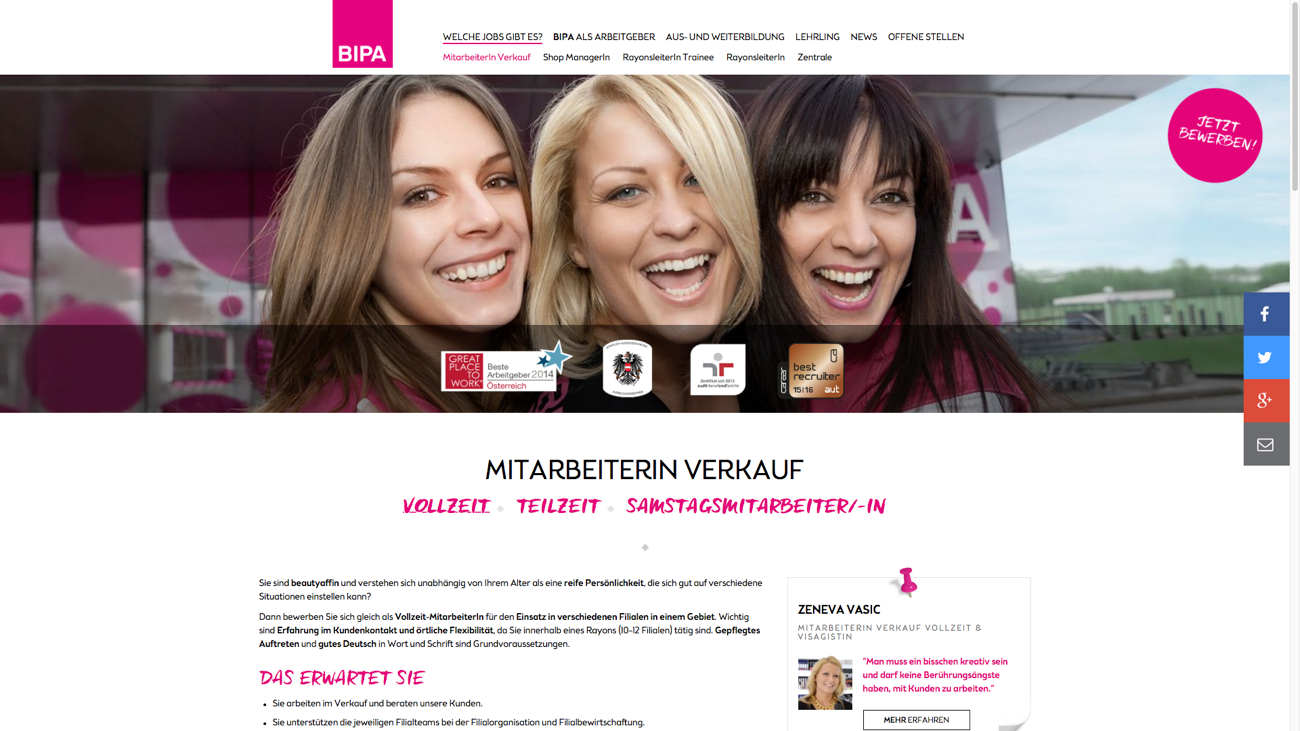 BIPA
WELCHE JOBS GIBT ES? BIPA ALS ARBEITGEBER AUS- UND WEITERBILDUNG LEHRLING NEWS OFFENE STELLEN
MitarbeiterIn Verkauf Shop ManagerIn RayonsleiterIn Trainee RayonsleiterIn Zentrale
JETZT
BEWERBEN!
A
GREAT
PLACE
TO
WORK
Beste
Arbeitgeber 2014
Österreich
Zertifikat seit 2013
audit berufundfamilie
career
best
recruiter
15|16 aut
MITARBEITERIN VERKAUF
VOLLZEIT TEILZEIT SAMSTAGSMITARBEITER/-IN
Sie sind beautyaffin und verstehen sich unabhängig von Ihrem Alter als eine reife Persönlichkeit, die sich gut auf verschiedene
Situationen einstellen kann?
Dann bewerben Sie sich gleich als Vollzeit-MitarbeiterIn für den Einsatz in verschiedenen Filialen in einem Gebiet. Wichtig
sind Erfahrung im Kundenkontakt und örtliche Flexibilität, da Sie innerhalb eines Rayons (10-12 Filialen) tätig sind. Gepflegtes
Auftreten und gutes Deutsch in Wort und Schrift sind Grundvoraussetzungen.
DAS ERWARTET SIE
• Sie arbeiten im Verkauf und beraten unsere Kunden.
• Sie unterstützen die jeweiligen Filialteams bei der Filialorganisation und Filialbewirtschaftung.
ZENEVA VASIC
MITARBEITERIN VERKAUF VOLLZEIT &
VISAGISTIN
"Man muss ein bisschen kreativ sein
und darf keine Berührungsängste
haben, mit Kunden zu arbeiten."
MEHR ERFAHREN